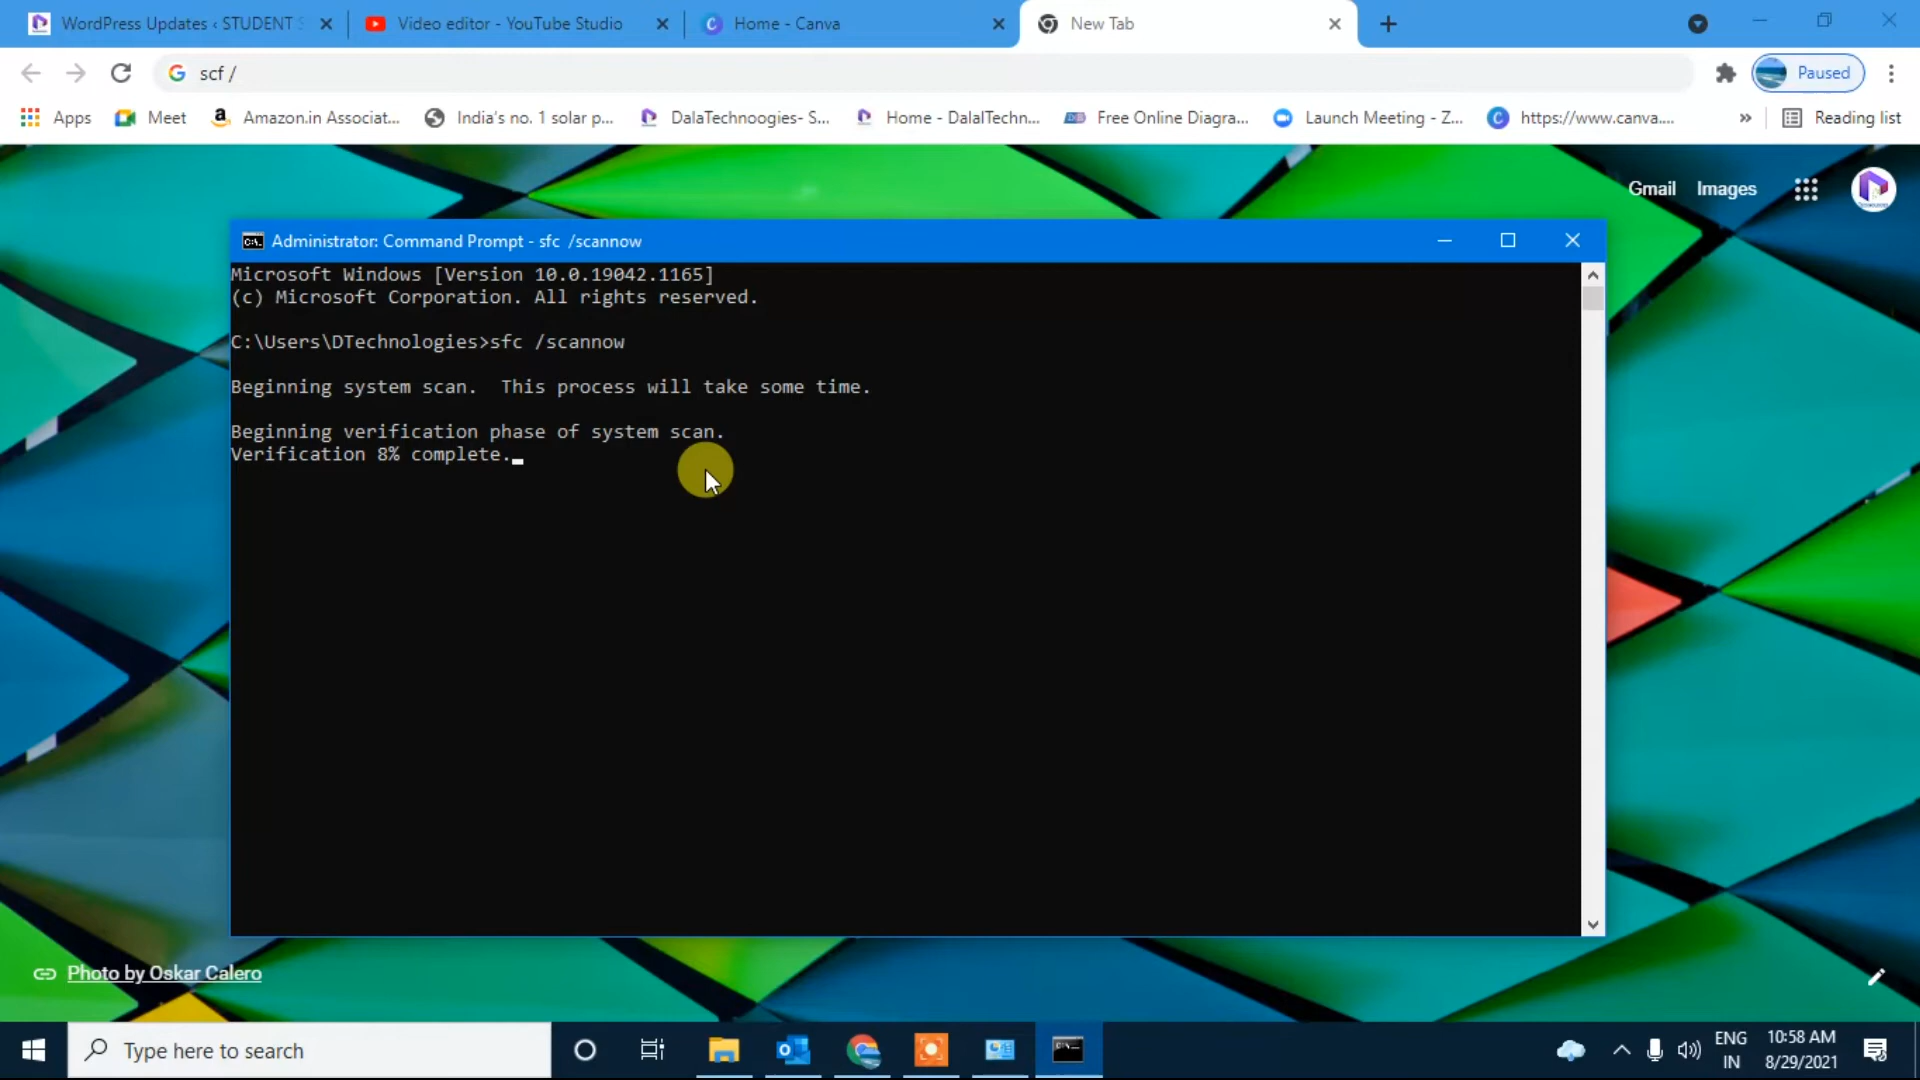 WordPress Updates ‹ STUDENT S
Video editor - YouTube Studio
Home - Canva
New Tab
scf /
Paused
Apps
Meet
Amazon.in Associat...
India's no. 1 solar p...
DalaTechnoogies- S...
Home - DalalTechn...
Free Online Diagra...
Launch Meeting - Z...
https://www.canva....
Reading list
Gmail
Images
Administrator: Command Prompt - sfc  /scannow
Microsoft Windows [Version 10.0.19042.1165]
(c) Microsoft Corporation. All rights reserved.
C:\Users\DTechnologies>sfc /scannow
Beginning system scan.  This process will take some time.
Beginning verification phase of system scan.
Verification 8% complete.
Photo by Oskar Calero
Type here to search
ENG
IN
10:58 AM
8/29/2021